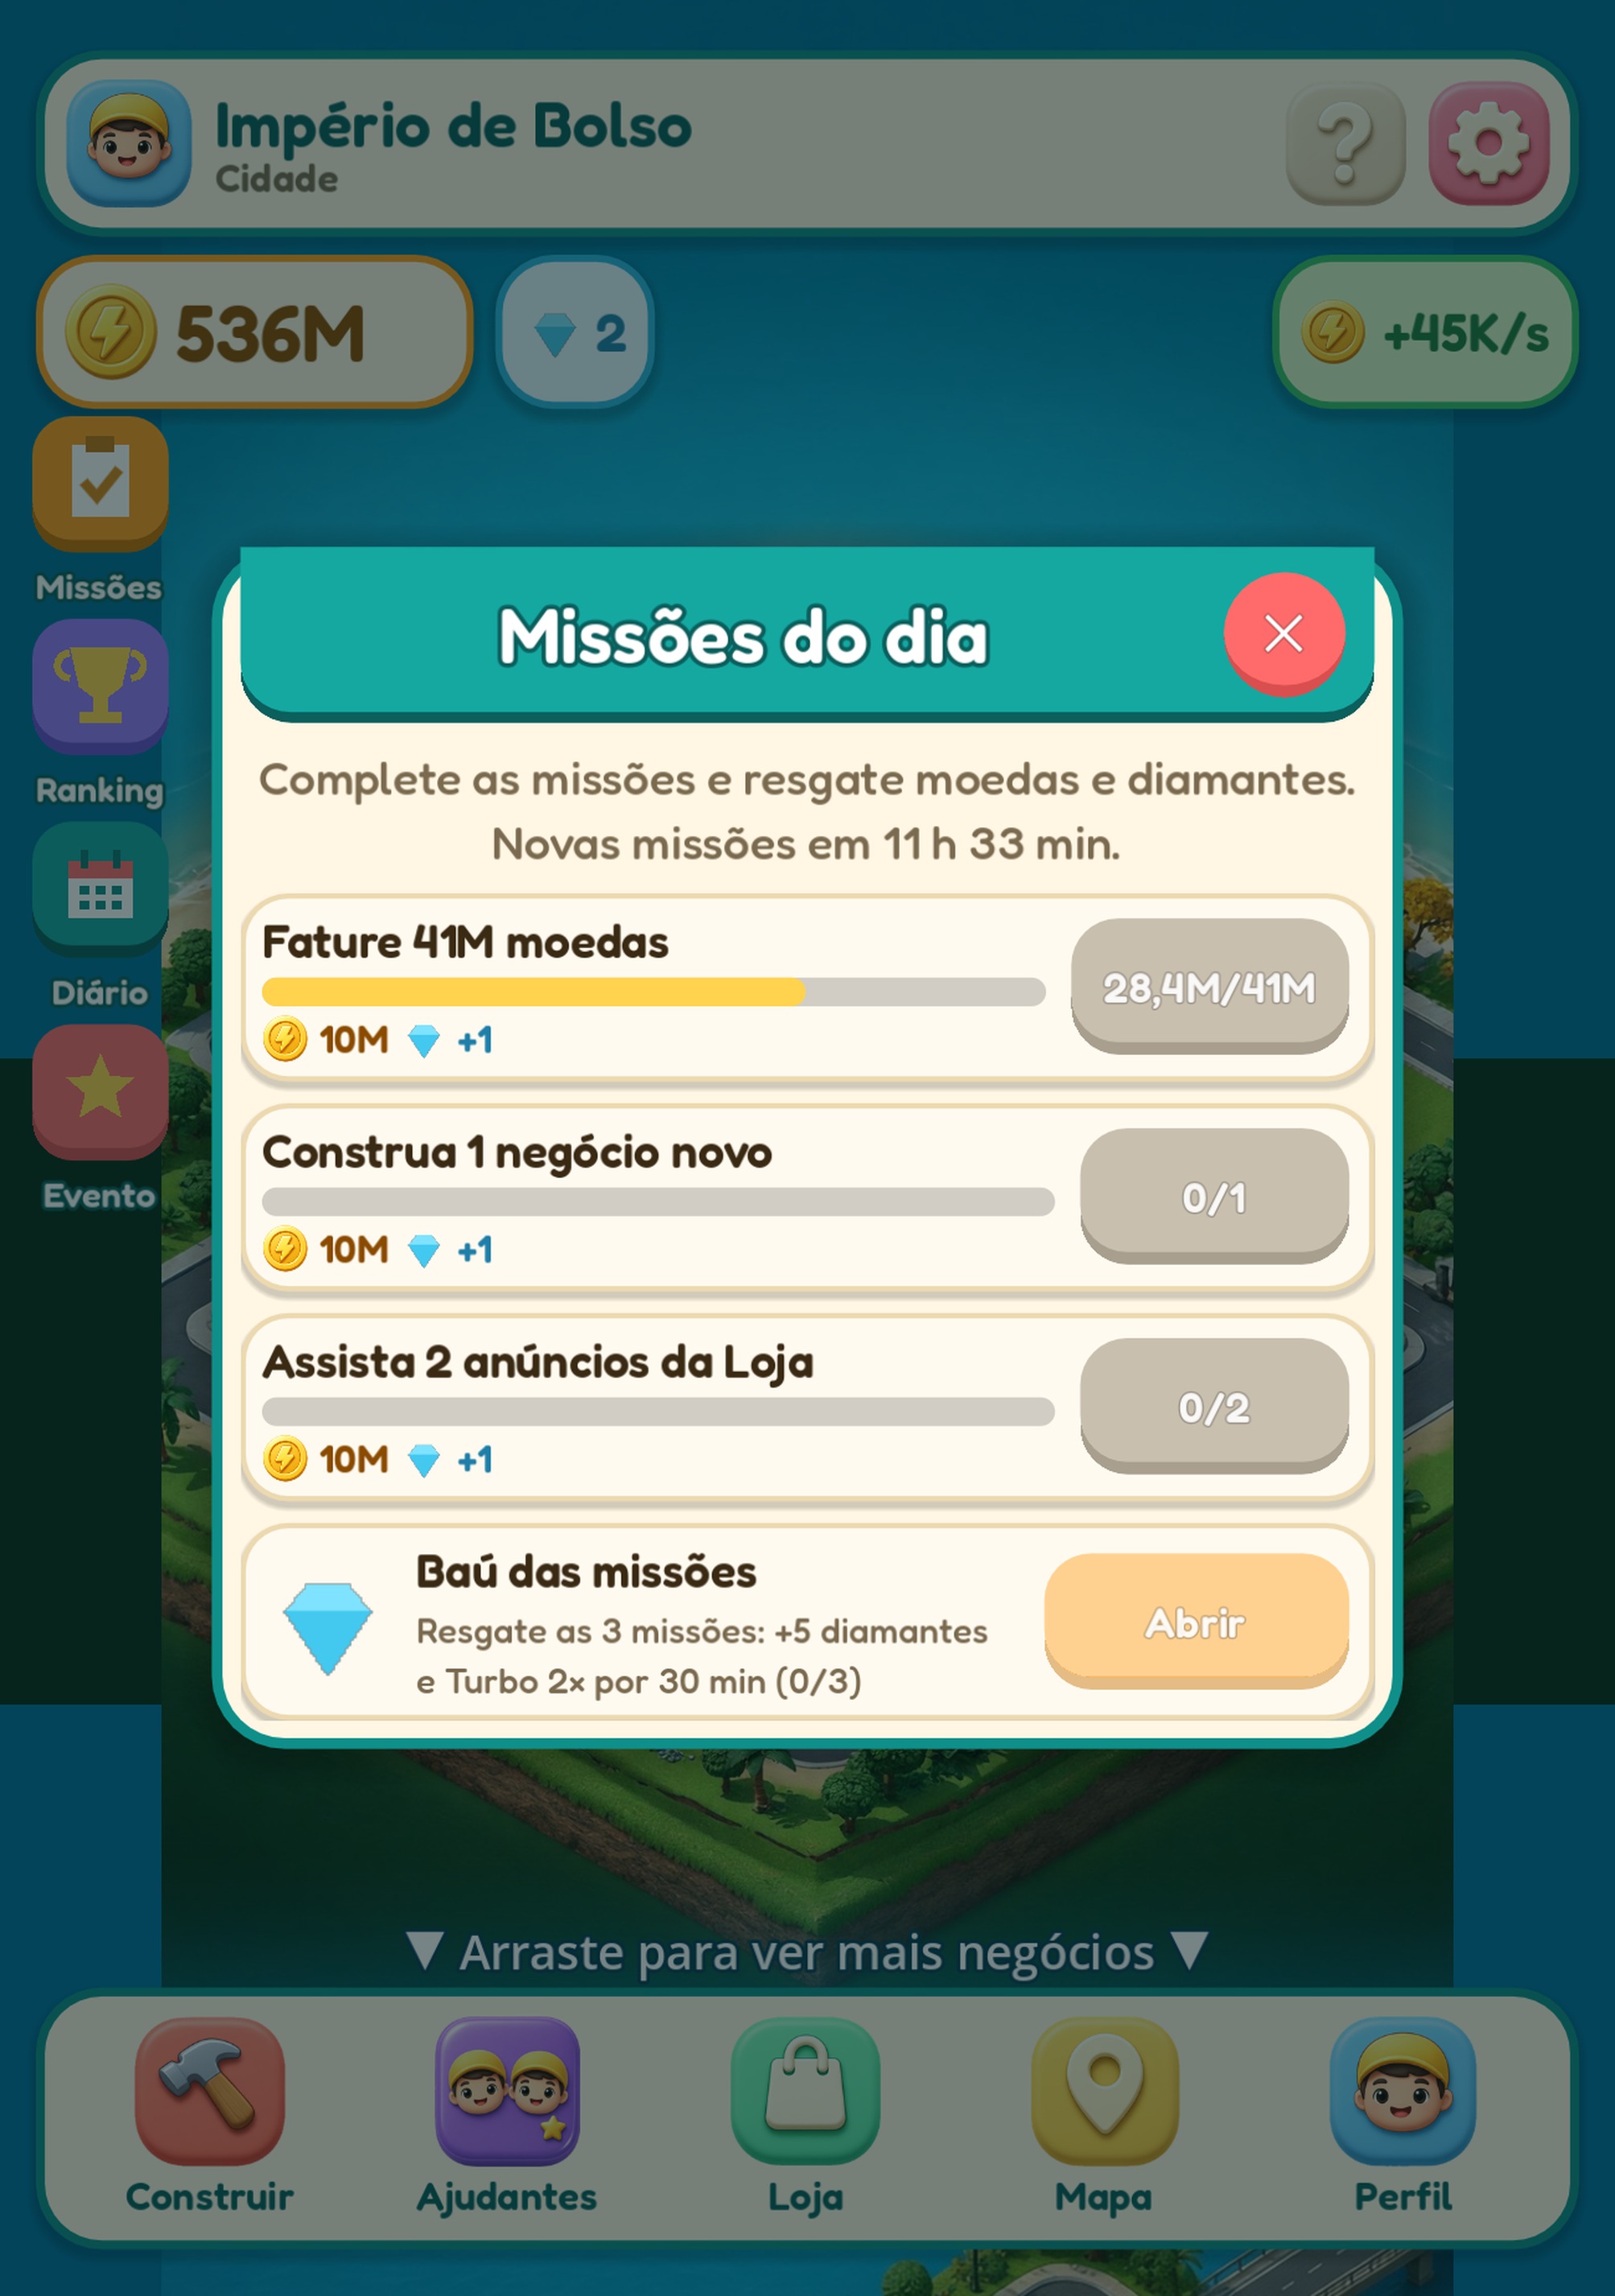 Império de Bolso
Cidade
536M
2
+45K/s
Missões
Ranking
Diário
Evento
Missões do dia
Complete as missões e resgate moedas e diamantes.
Novas missões em 11 h 33 min.
Fature 41M moedas
28,4M/41M
10M +1
Construa 1 negócio novo
0/1
10M +1
Assista 2 anúncios da Loja
0/2
10M +1
Baú das missões
Resgate as 3 missões: +5 diamantes
e Turbo 2x por 30 min (0/3)
Abrir
▼ Arraste para ver mais negócios ▼
Construir
Ajudantes
Loja
Mapa
Perfil